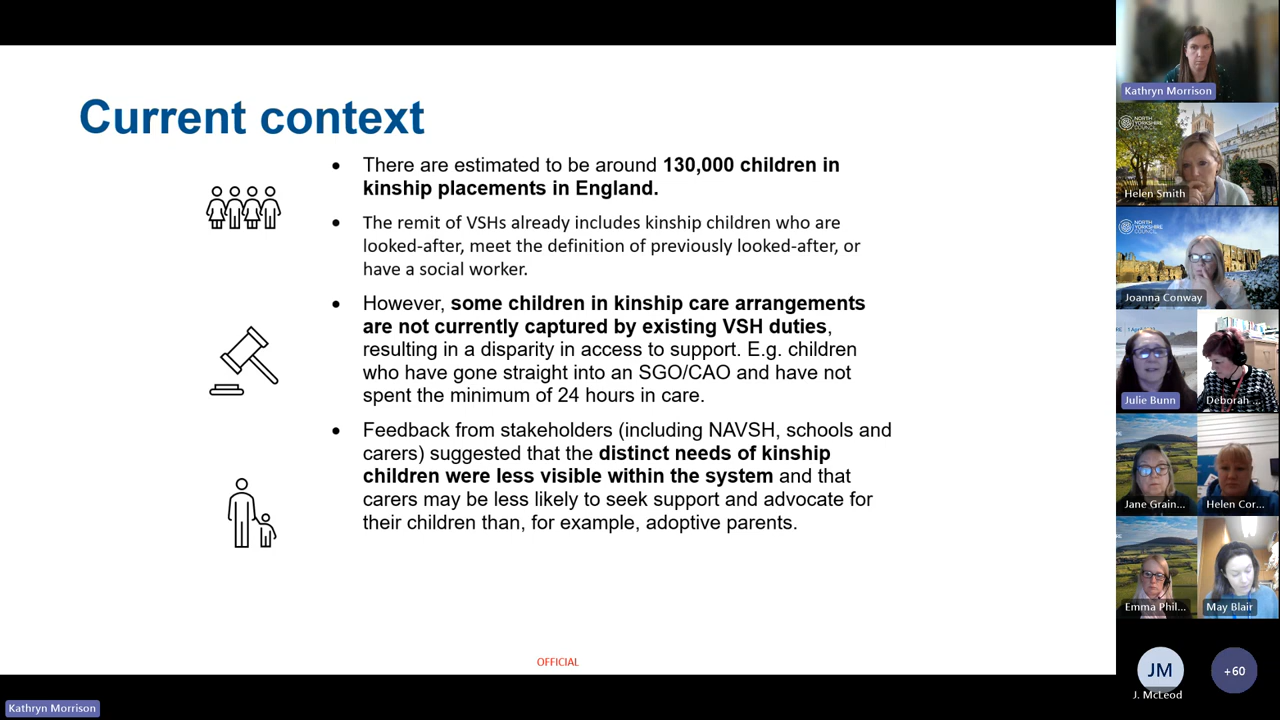 Current context
• There are estimated to be around 130,000 children in
kinship placements in England.
• The remit of VSHs already includes kinship children who are
looked-after, meet the definition of previously looked-after, or
have a social worker.
• However, some children in kinship care arrangements
are not currently captured by existing VSH duties,
resulting in a disparity in access to support. E.g. children
who have gone straight into an SGO/CAO and have not
spent the minimum of 24 hours in care.
• Feedback from stakeholders (including NAVSH, schools and
carers) suggested that the distinct needs of kinship
children were less visible within the system and that
carers may be less likely to seek support and advocate for
their children than, for example, adoptive parents.
OFFICIAL
Kathryn Morrison
Kathryn Morrison
NORTH
YORKSHIRE
COUNCIL
Helen Smith
NORTH
YORKSHIRE
COUNCIL
Joanna Conway
Julie Bunn
Deborah ...
Jane Grain...
Helen Cor...
Emma Phil...
May Blair
JM
J. McLeod
+60